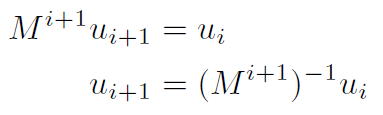 M^{i+1}u_{i+1} = u_i
u_{i+1} = (M^{i+1})^{-1}u_i